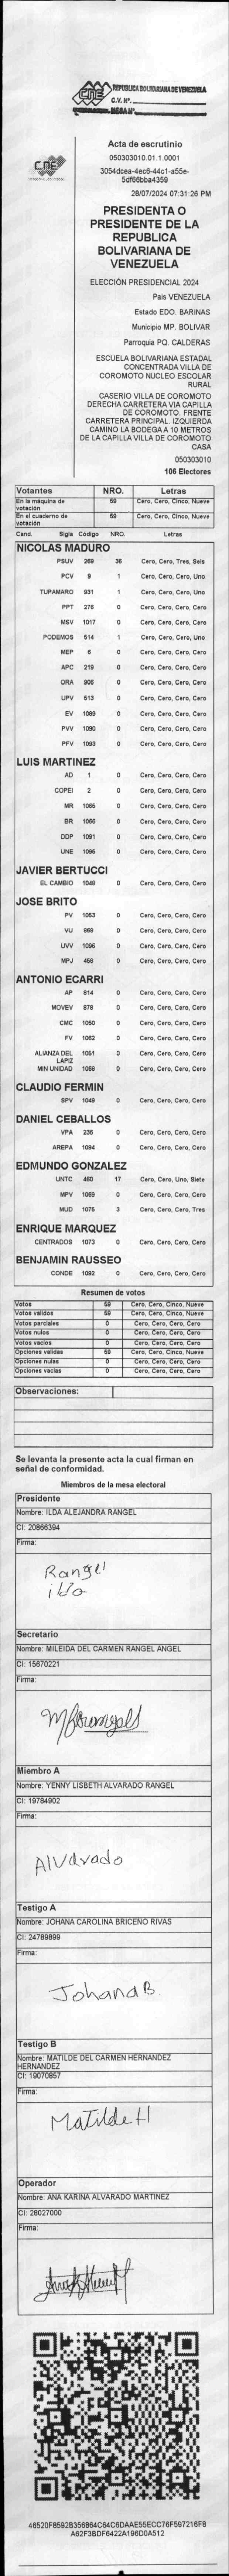 CNE
REPUBLICA BOLIVARIANA DE VENEZUELA
C.V. Nº.
MESA Nº
CNE
Acta de escrutinio
050303010.01.1.0001
3054dcea-4ec6-44c1-a55e-
5df66bba4359
28/07/2024 07:31:26 PM
PRESIDENTA O
PRESIDENTE DE LA
REPUBLICA
BOLIVARIANA DE
VENEZUELA
ELECCIÓN PRESIDENCIAL 2024
País VENEZUELA
Estado EDO. BARINAS
Municipio MP. BOLIVAR
Parroquia PQ. CALDERAS
ESCUELA BOLIVARIANA ESTADAL
CONCENTRADA VILLA DE
COROMOTO NUCLEO ESCOLAR
RURAL
CASERIO VILLA DE COROMOTO
DERECHA CARRETERA VIA CAPILLA
DE COROMOTO. FRENTE
CARRETERA PRINCIPAL. IZQUIERDA
CAMINO LA BODEGA A 10 METROS
DE LA CAPILLA VILLA DE COROMOTO
CASA
050303010
106 Electores
Votantes NRO. Letras
En la máquina de votación 59 Cero, Cero, Cinco, Nueve
En el cuaderno de votación 59 Cero, Cero, Cinco, Nueve
Cand. Sigla Código NRO. Letras
NICOLAS MADURO
PSUV 269 36 Cero, Cero, Tres, Seis
PCV 9 1 Cero, Cero, Cero, Uno
TUPAMARO 931 1 Cero, Cero, Cero, Uno
PPT 276 0 Cero, Cero, Cero, Cero
MSV 1017 0 Cero, Cero, Cero, Cero
PODEMOS 514 1 Cero, Cero, Cero, Uno
MEP 6 0 Cero, Cero, Cero, Cero
APC 219 0 Cero, Cero, Cero, Cero
ORA 906 0 Cero, Cero, Cero, Cero
UPV 513 0 Cero, Cero, Cero, Cero
EV 1089 0 Cero, Cero, Cero, Cero
PVV 1090 0 Cero, Cero, Cero, Cero
PFV 1093 0 Cero, Cero, Cero, Cero
LUIS MARTINEZ
AD 1 0 Cero, Cero, Cero, Cero
COPEI 2 0 Cero, Cero, Cero, Cero
MR 1065 0 Cero, Cero, Cero, Cero
BR 1066 0 Cero, Cero, Cero, Cero
DDP 1091 0 Cero, Cero, Cero, Cero
UNE 1095 0 Cero, Cero, Cero, Cero
JAVIER BERTUCCI
EL CAMBIO 1048 0 Cero, Cero, Cero, Cero
JOSE BRITO
PV 1053 0 Cero, Cero, Cero, Cero
VU 869 0 Cero, Cero, Cero, Cero
UVV 1096 0 Cero, Cero, Cero, Cero
MPJ 458 0 Cero, Cero, Cero, Cero
ANTONIO ECARRI
AP 814 0 Cero, Cero, Cero, Cero
MOVEV 878 0 Cero, Cero, Cero, Cero
CMC 1050 0 Cero, Cero, Cero, Cero
FV 1062 0 Cero, Cero, Cero, Cero
ALIANZA DEL LAPIZ 1051 0 Cero, Cero, Cero, Cero
MIN UNIDAD 1068 0 Cero, Cero, Cero, Cero
CLAUDIO FERMIN
SPV 1049 0 Cero, Cero, Cero, Cero
DANIEL CEBALLOS
VPA 236 0 Cero, Cero, Cero, Cero
AREPA 1094 0 Cero, Cero, Cero, Cero
EDMUNDO GONZALEZ
UNTC 460 17 Cero, Cero, Uno, Siete
MPV 1069 0 Cero, Cero, Cero, Cero
MUD 1075 3 Cero, Cero, Cero, Tres
ENRIQUE MARQUEZ
CENTRADOS 1073 0 Cero, Cero, Cero, Cero
BENJAMIN RAUSSEO
CONDE 1092 0 Cero, Cero, Cero, Cero
Resumen de votos
Votos 59 Cero, Cero, Cinco, Nueve
Votos validos 59 Cero, Cero, Cinco, Nueve
Votos parciales 0 Cero, Cero, Cero, Cero
Votos nulos 0 Cero, Cero, Cero, Cero
Votos vacios 0 Cero, Cero, Cero, Cero
Opciones validas 59 Cero, Cero, Cinco, Nueve
Opciones nulas 0 Cero, Cero, Cero, Cero
Opciones vacias 0 Cero, Cero, Cero, Cero
Observaciones:
Se levanta la presente acta la cual firman en
señal de conformidad.
Miembros de la mesa electoral
Presidente
Nombre: ILDA ALEJANDRA RANGEL
CI: 20866394
Firma:
Rangel
ilda
Secretario
Nombre: MILEIDA DEL CARMEN RANGEL ANGEL
CI: 15670221
Firma:
Miembro A
Nombre: YENNY LISBETH ALVARADO RANGEL
CI: 19784902
Firma:
Alvarado
Testigo A
Nombre: JOHANA CAROLINA BRICEÑO RIVAS
CI: 24789899
Firma:
Johana B.
Testigo B
Nombre: MATILDE DEL CARMEN HERNANDEZ
HERNANDEZ
CI: 19070857
Firma:
Matilde H
Operador
Nombre: ANA KARINA ALVARADO MARTINEZ
CI: 28027000
Firma:
46520F8592B356864C64C6DAAE55ECC76F597216F8
A62F3BDF6422A196D0A512